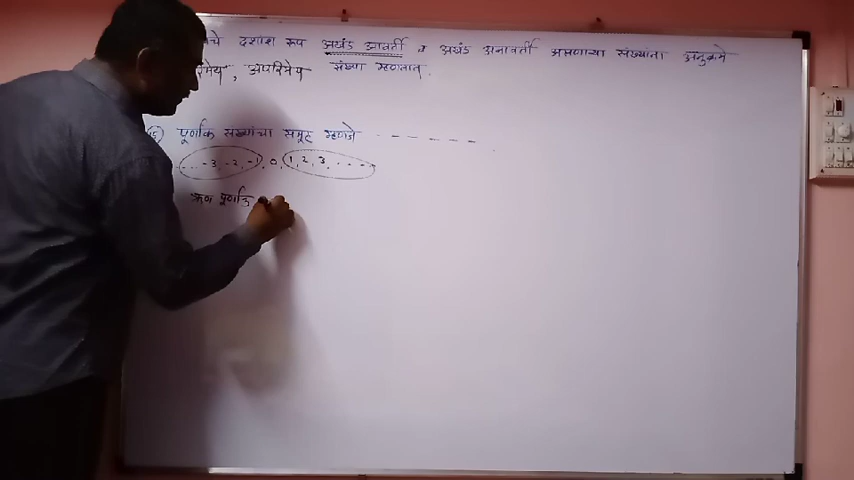 चे दशांश रूप अखंड आवर्ती व अखंड अनावर्ती असणाऱ्या संख्यांना अनुक्रमे
अपरिमेय संख्या म्हणतात.
पूर्णांक संख्यांचा समूह म्हणजे - - - - - -
... -3, -2, -1, 0, 1, 2, 3, ...
ऋण पूर्णांक